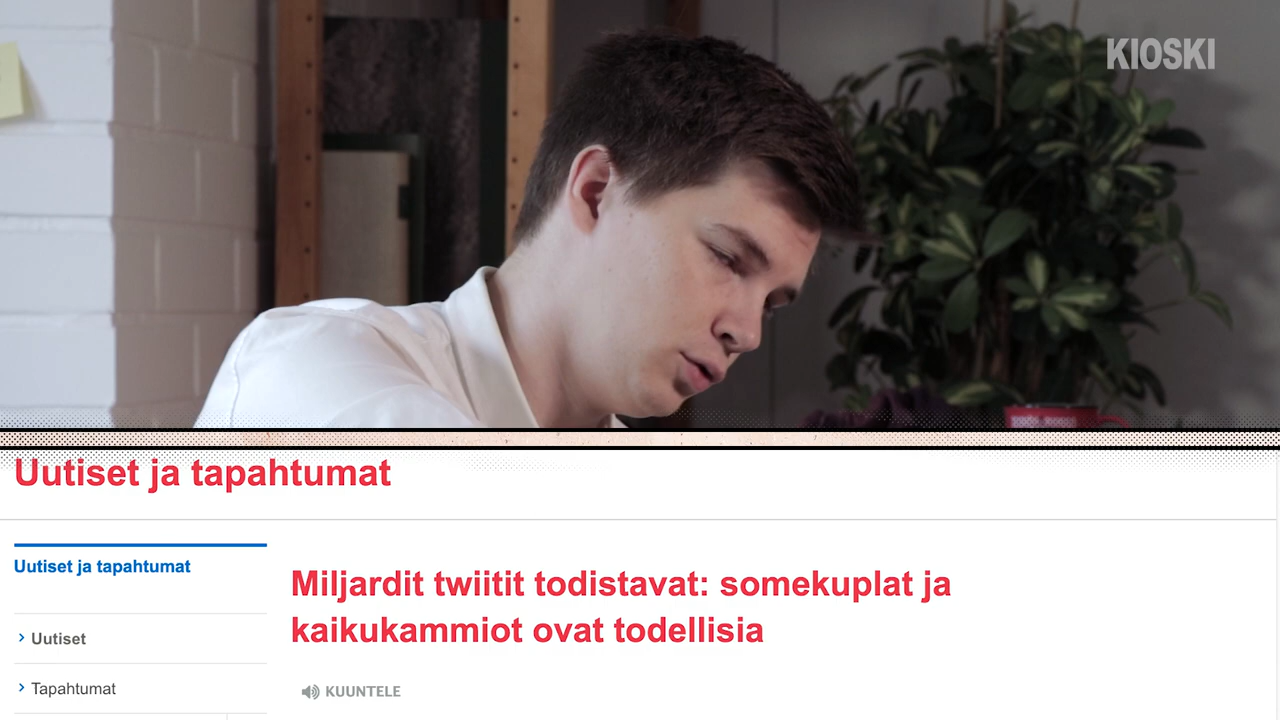 KIOSKI
Uutiset ja tapahtumat
Uutiset ja tapahtumat
Miljardit twiitit todistavat: somekuplat ja
kaikukammiot ovat todellisia
Uutiset
KUUNTELE
Tapahtumat